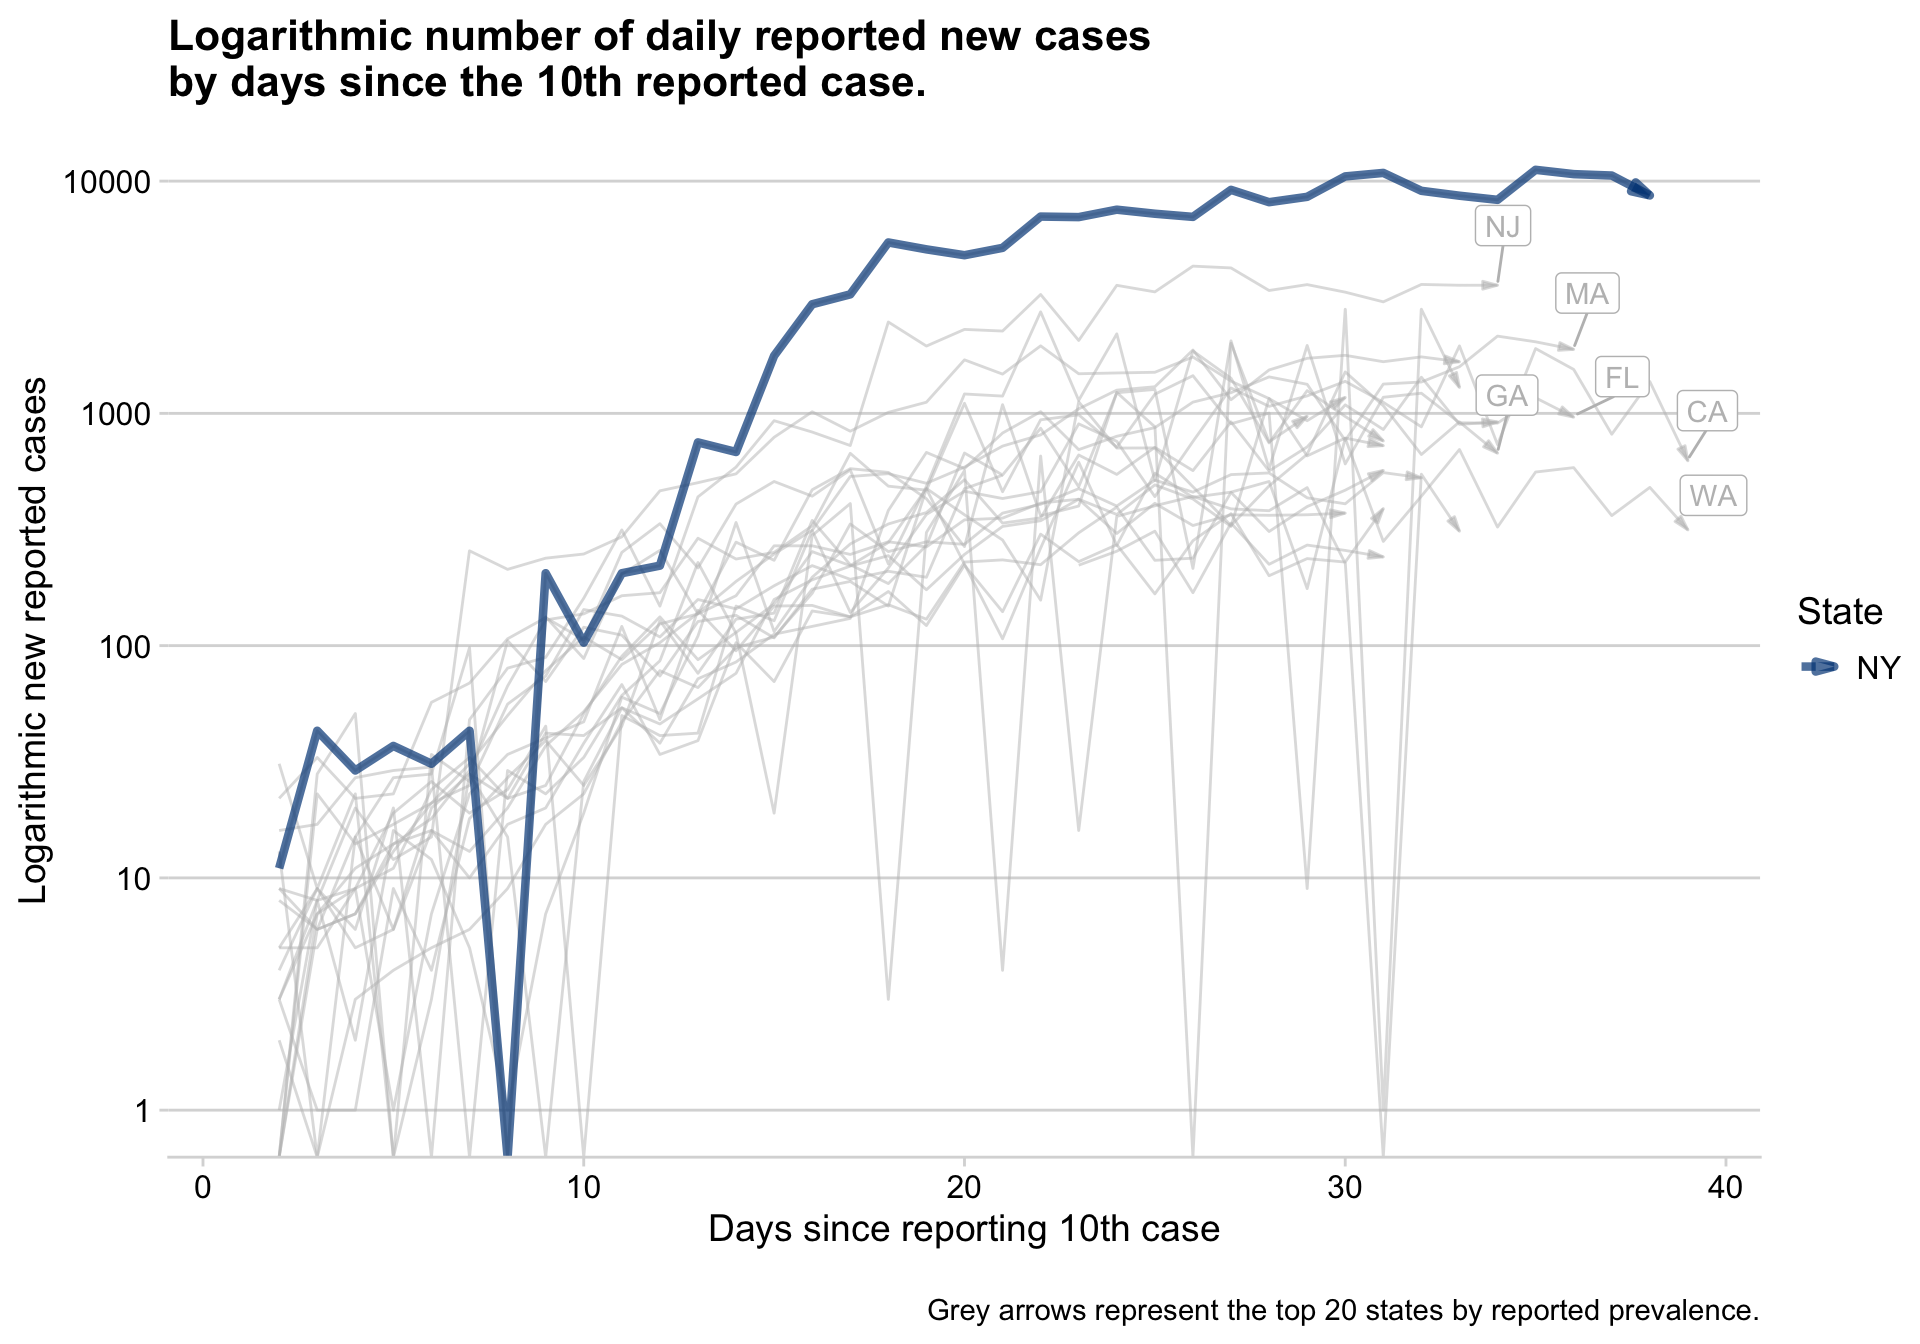 Logarithmic number of daily reported new cases
by days since the 10th reported case.
Logarithmic new reported cases
10000
1000
100
10
1
NJ
MA
FL
GA
CA
WA
State
NY
0
10
20
30
40
Days since reporting 10th case
Grey arrows represent the top 20 states by reported prevalence.